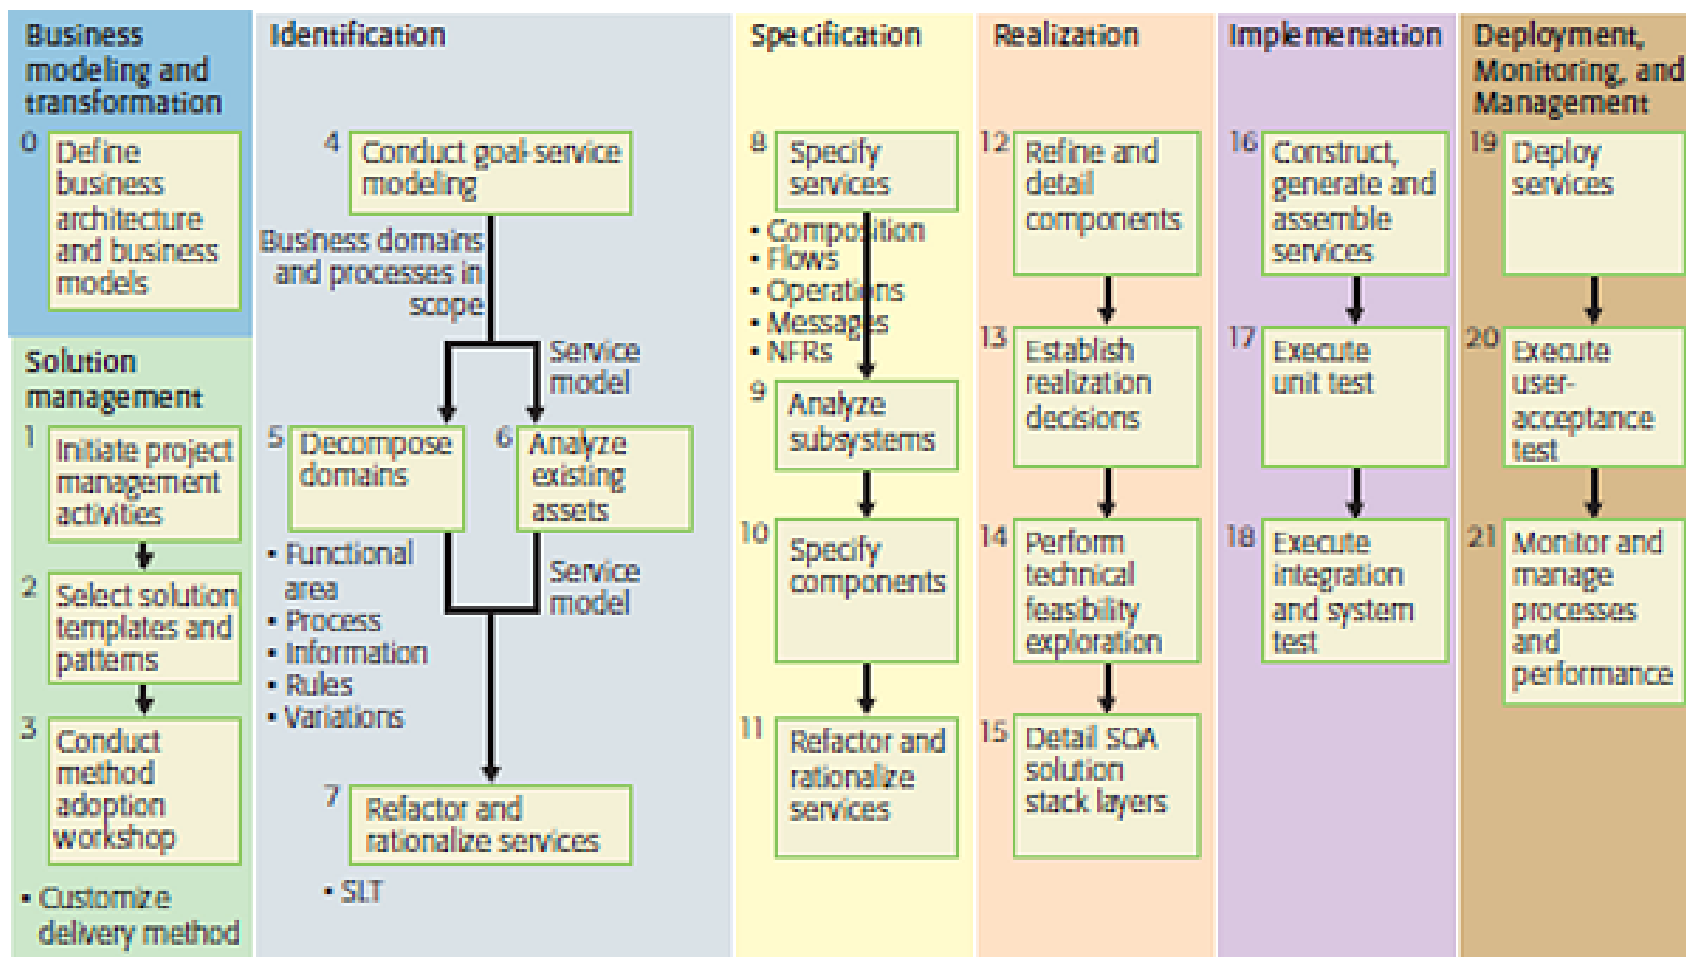 Business
modeling and
transformation
0
Define
business
architecture
and business
models
Solution
management
1
Initiate project
management
activities
2
Select solution
templates and
patterns
3
Conduct
method
adoption
workshop
• Customize
delivery method
Identification
4
Conduct goal-service
modeling
Business domains
and processes in
scope
Service
model
5
Decompose
domains
6
Analyze
existing
assets
• Functional
area
• Process
• Information
• Rules
• Variations
Service
model
7
Refactor and
rationalize services
• SLT
Specification
8
Specify
services
• Composition
• Flows
• Operations
• Messages
• NFRs
9
Analyze
subsystems
10
Specify
components
11
Refactor and
rationalize
services
Realization
12
Refine and
detail
components
13
Establish
realization
decisions
14
Perform
technical
feasibility
exploration
15
Detail SOA
solution
stack layers
Implementation
16
Construct,
generate and
assemble
services
17
Execute
unit test
18
Execute
integration
and system
test
Deployment,
Monitoring, and
Management
19
Deploy
services
20
Execute
user-
acceptance
test
21
Monitor and
manage
processes
and
performance